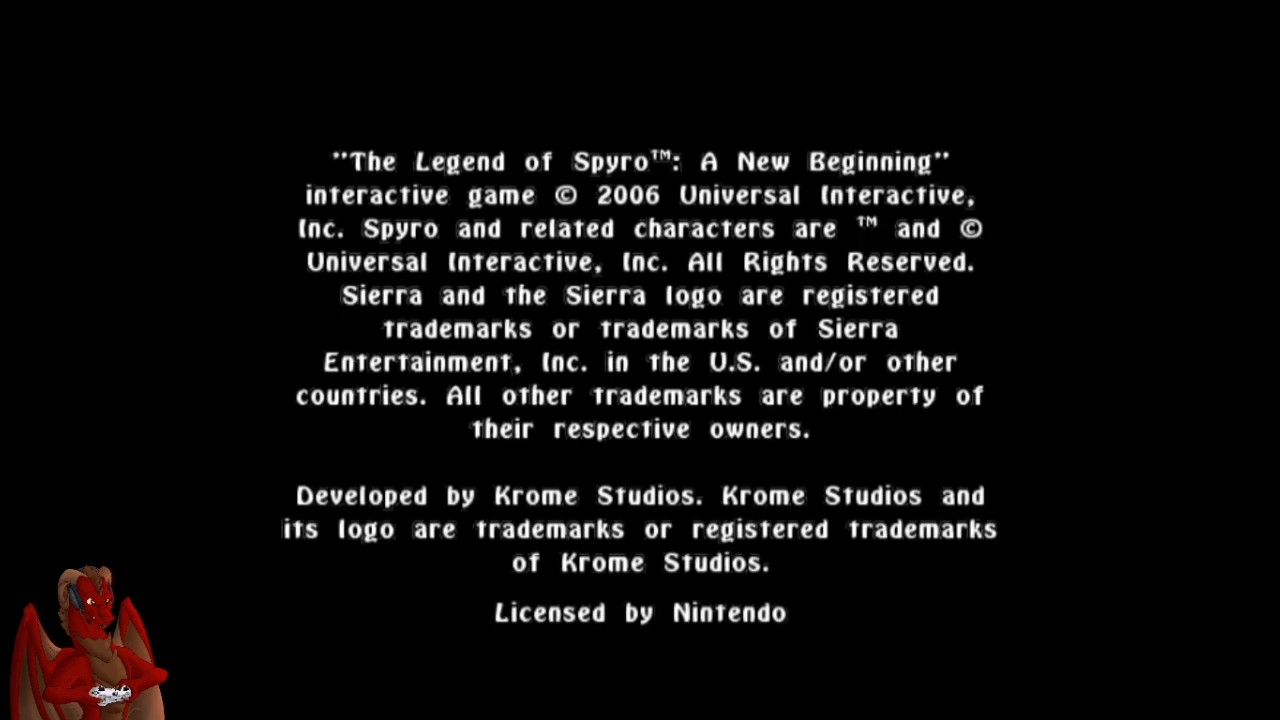 "The Legend of Spyro™: A New Beginning"
interactive game © 2006 Universal Interactive,
Inc. Spyro and related characters are ™ and ©
Universal Interactive, Inc. All Rights Reserved.
Sierra and the Sierra logo are registered
trademarks or trademarks of Sierra
Entertainment, Inc. in the U.S. and/or other
countries. All other trademarks are property of
their respective owners.
Developed by Krome Studios. Krome Studios and
its logo are trademarks or registered trademarks
of Krome Studios.
Licensed by Nintendo